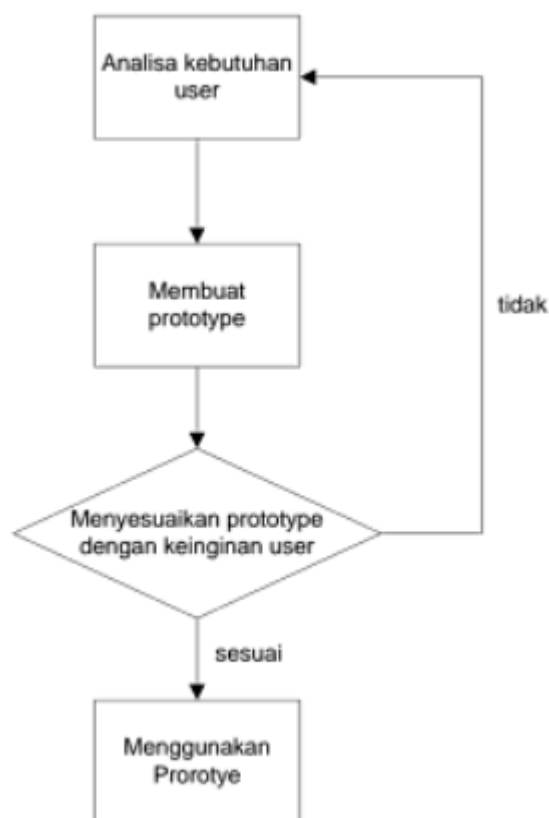 Analisa kebutuhan
user
Membuat
prototype
tidak
Menyesuaikan prototype
dengan keinginan user
sesuai
Menggunakan
Prorotye